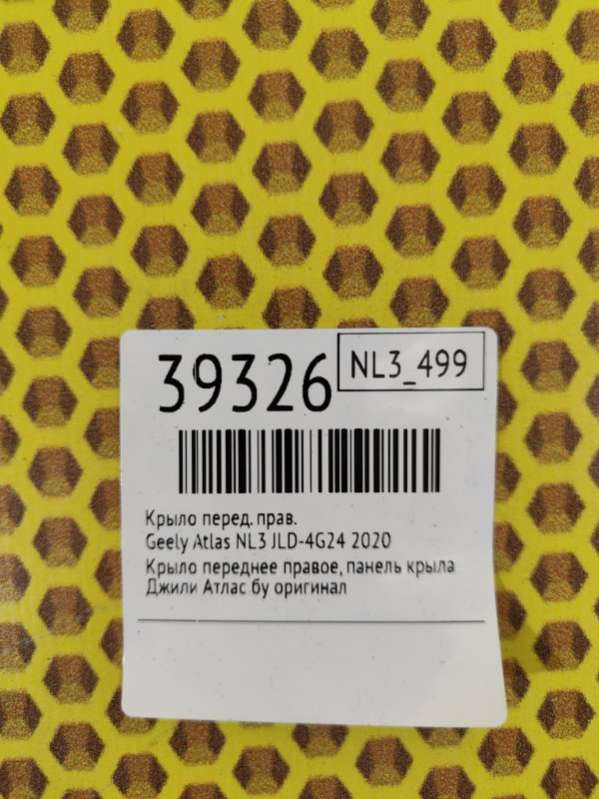 39326
NL3_499
Крыло перед. прав.
Geely Atlas NL3 JLD-4G24 2020
Крыло переднее правое, панель крыла
Джили Атлас бу оригинал